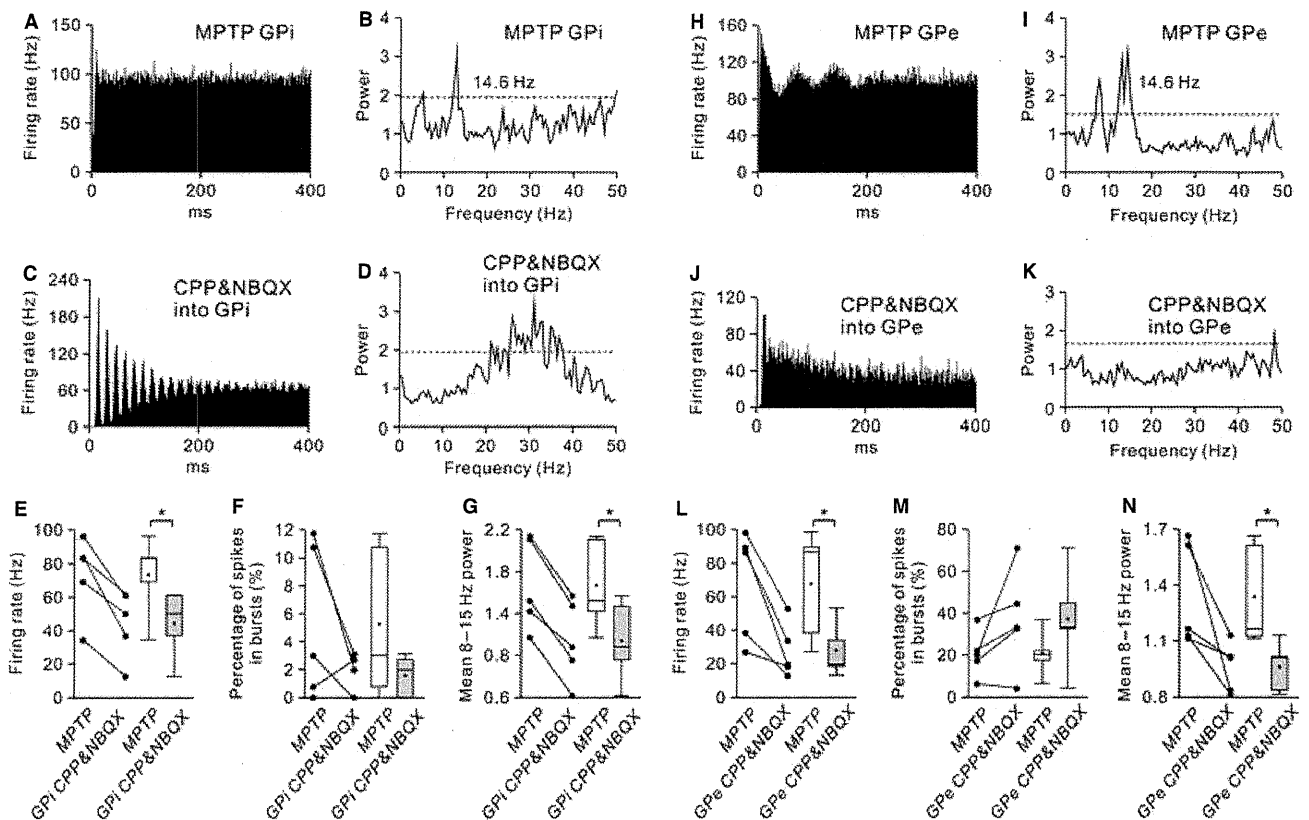 A
MPTP GPi
Firing rate (Hz)
150
100
50
0
0
200
400
ms
B
MPTP GPi
14.6 Hz
Power
4
3
2
1
0
0
10
20
30
40
50
Frequency (Hz)
H
MPTP GPe
Firing rate (Hz)
160
120
80
40
0
0
200
400
ms
I
MPTP GPe
14.6 Hz
Power
4
3
2
1
0
0
10
20
30
40
50
Frequency (Hz)
C
CPP&NBQX
into GPi
Firing rate (Hz)
240
180
120
60
0
0
200
400
ms
D
CPP&NBQX
into GPi
Power
4
3
2
1
0
0
10
20
30
40
50
Frequency (Hz)
J
CPP&NBQX
into GPe
Firing rate (Hz)
120
80
40
0
0
200
400
ms
K
CPP&NBQX
into GPe
Power
3
2
1
0
0
10
20
30
40
50
Frequency (Hz)
E
Firing rate (Hz)
100
80
60
40
20
0
*
MPTP
GPi CPP&NBQX
MPTP
GPi CPP&NBQX
F
Percentage of spikes
in bursts (%)
12
10
8
6
4
2
0
MPTP
GPi CPP&NBQX
MPTP
GPi CPP&NBQX
G
Mean 8–15 Hz power
2.2
1.8
1.4
1.0
0.6
*
MPTP
GPi CPP&NBQX
MPTP
GPi CPP&NBQX
L
Firing rate (Hz)
100
80
60
40
20
0
*
MPTP
GPe CPP&NBQX
MPTP
GPe CPP&NBQX
M
Percentage of spikes
in bursts (%)
80
60
40
20
0
MPTP
GPe CPP&NBQX
MPTP
GPe CPP&NBQX
N
Mean 8–15 Hz power
1.7
1.4
1.1
0.8
*
MPTP
GPe CPP&NBQX
MPTP
GPe CPP&NBQX